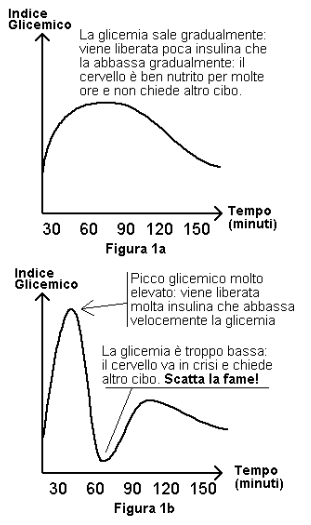 Indice
Glicemico
La glicemia sale gradualmente:
viene liberata poca insulina che
la abbassa gradualmente: il
cervello è ben nutrito per molte
ore e non chiede altro cibo.
Tempo
(minuti)
30 60 90 120 150
Figura 1a
Indice
Glicemico
Picco glicemico molto
elevato: viene liberata
molta insulina che abbassa
velocemente la glicemia
La glicemia è troppo bassa:
il cervello va in crisi e chiede
altro cibo. Scatta la fame!
Tempo
(minuti)
30 60 90 120 150
Figura 1b